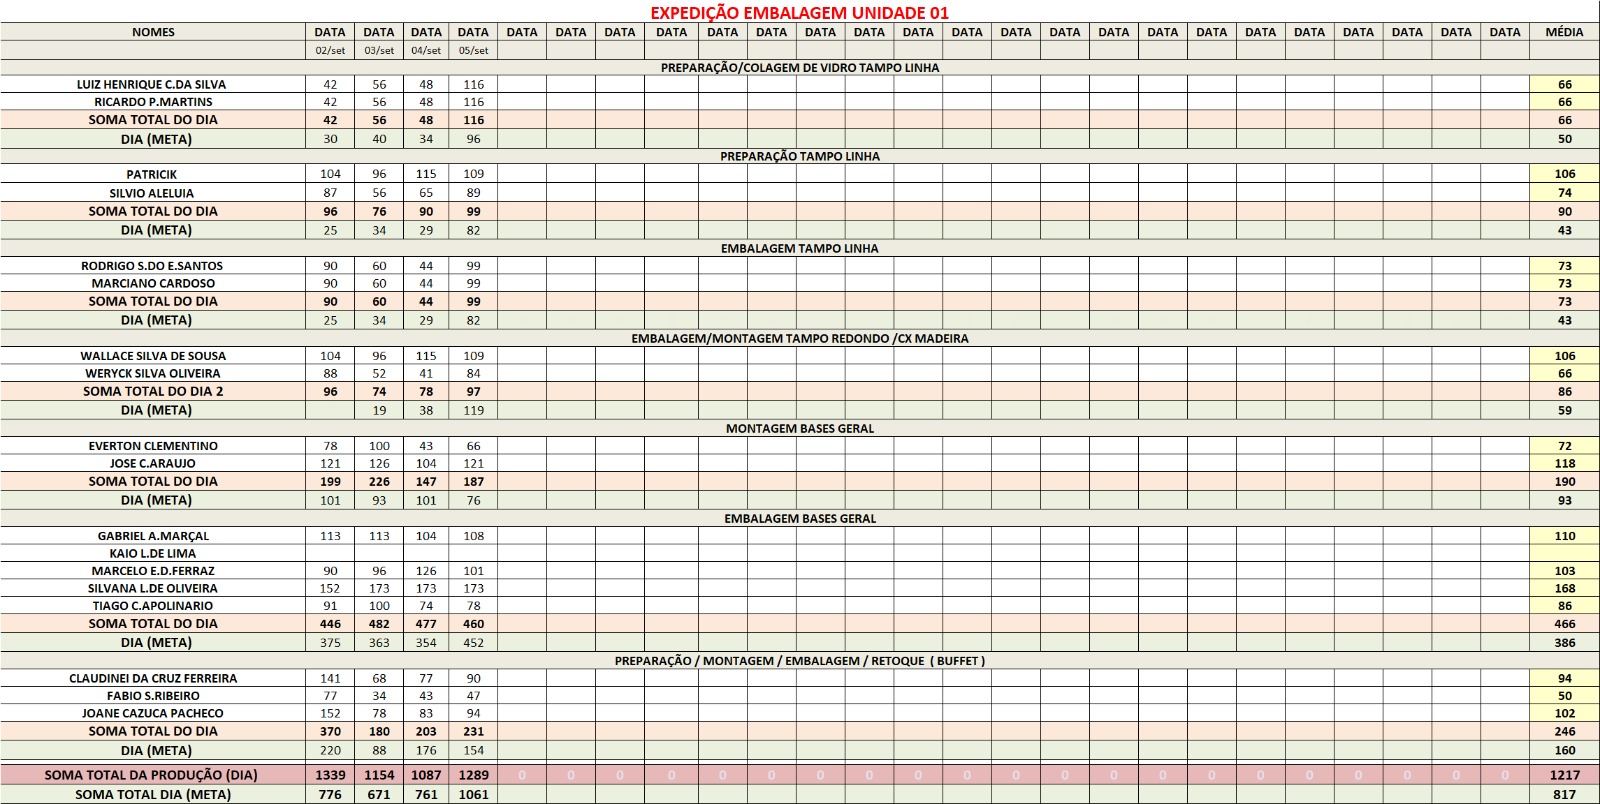 EXPEDIÇÃO EMBALAGEM UNIDADE 01
NOMES DATA DATA DATA DATA DATA DATA DATA DATA DATA DATA DATA DATA DATA DATA DATA DATA DATA DATA DATA DATA DATA DATA DATA DATA DATA MÉDIA
02/set 03/set 04/set 05/set
PREPARAÇÃO/COLAGEM DE VIDRO TAMPO LINHA
LUIZ HENRIQUE C.DA SILVA 42 56 48 116 66
RICARDO P.MARTINS 42 56 48 116 66
SOMA TOTAL DO DIA 42 56 48 116 66
DIA (META) 30 40 34 96 50
PREPARAÇÃO TAMPO LINHA
PATRICIK 104 96 115 109 106
SILVIO ALELUIA 87 56 65 89 74
SOMA TOTAL DO DIA 96 76 90 99 90
DIA (META) 25 34 29 82 43
EMBALAGEM TAMPO LINHA
RODRIGO S.DO E.SANTOS 90 60 44 99 73
MARCIANO CARDOSO 90 60 44 99 73
SOMA TOTAL DO DIA 90 60 44 99 73
DIA (META) 25 34 29 82 43
EMBALAGEM/MONTAGEM TAMPO REDONDO /CX MADEIRA
WALLACE SILVA DE SOUSA 104 96 115 109 106
WERYCK SILVA OLIVEIRA 88 52 41 84 66
SOMA TOTAL DO DIA 2 96 74 78 97 86
DIA (META) 19 38 119 59
MONTAGEM BASES GERAL
EVERTON CLEMENTINO 78 100 43 66 72
JOSE C.ARAUJO 121 126 104 121 118
SOMA TOTAL DO DIA 199 226 147 187 190
DIA (META) 101 93 101 76 93
EMBALAGEM BASES GERAL
GABRIEL A.MARÇAL 113 113 104 108 110
KAIO L.DE LIMA
MARCELO E.D.FERRAZ 90 96 126 101 103
SILVANA L.DE OLIVEIRA 152 173 173 173 168
TIAGO C.APOLINARIO 91 100 74 78 86
SOMA TOTAL DO DIA 446 482 477 460 466
DIA (META) 375 363 354 452 386
PREPARAÇÃO / MONTAGEM / EMBALAGEM / RETOQUE ( BUFFET )
CLAUDINEI DA CRUZ FERREIRA 141 68 77 90 94
FABIO S.RIBEIRO 77 34 43 47 50
JOANE CAZUCA PACHECO 152 78 83 94 102
SOMA TOTAL DO DIA 370 180 203 231 246
DIA (META) 220 88 176 154 160
SOMA TOTAL DA PRODUÇÃO (DIA) 1339 1154 1087 1289 0 0 0 0 0 0 0 0 0 0 0 0 0 0 0 0 0 0 0 0 0 1217
SOMA TOTAL DIA (META) 776 671 761 1061 817